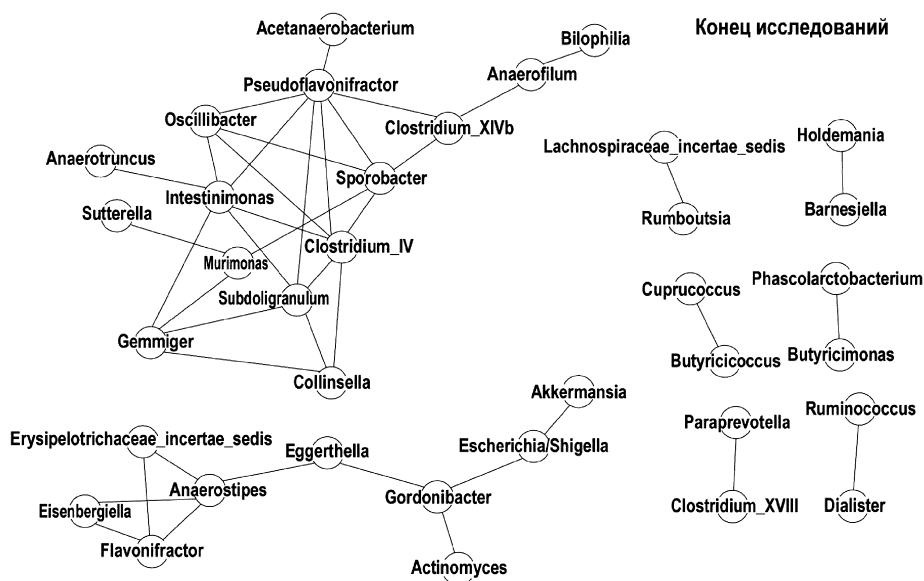 Конец исследований
Acetanaerobacterium
Bilophilia
Anaerofilum
Pseudoflavonifractor
Oscillibacter
Clostridium_XIVb
Anaerotruncus
Sporobacter
Intestinimonas
Sutterella
Clostridium_IV
Murimonas
Subdoligranulum
Gemmiger
Collinsella
Lachnospiraceae_incertae_sedis
Rumboutsia
Holdemania
Barnesiella
Cuprucoccus
Butyricicoccus
Phascolarctobacterium
Butyricimonas
Paraprevotella
Clostridium_XVIII
Ruminococcus
Dialister
Akkermansia
Erysipelotrichaceae_incertae_sedis
Eggerthella
Escherichia/Shigella
Anaerostipes
Gordonibacter
Eisenbergiella
Flavonifractor
Actinomyces